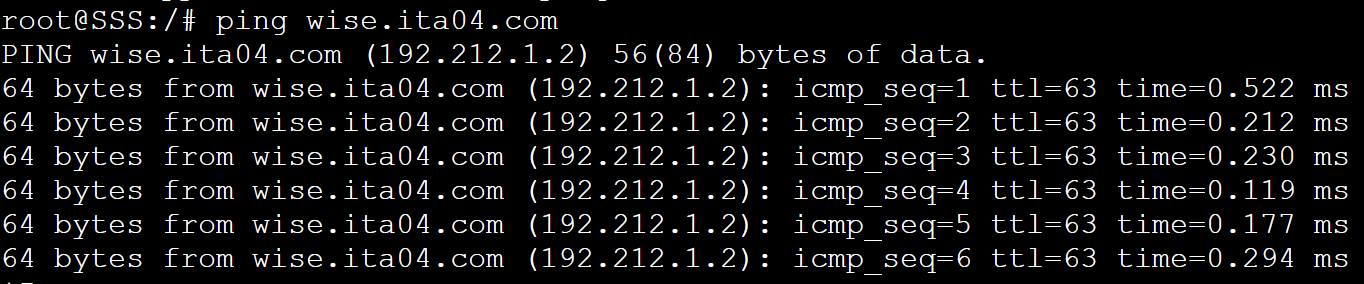 root@SSS:/# ping wise.ita04.com
PING wise.ita04.com (192.212.1.2) 56(84) bytes of data.
64 bytes from wise.ita04.com (192.212.1.2): icmp_seq=1 ttl=63 time=0.522 ms
64 bytes from wise.ita04.com (192.212.1.2): icmp_seq=2 ttl=63 time=0.212 ms
64 bytes from wise.ita04.com (192.212.1.2): icmp_seq=3 ttl=63 time=0.230 ms
64 bytes from wise.ita04.com (192.212.1.2): icmp_seq=4 ttl=63 time=0.119 ms
64 bytes from wise.ita04.com (192.212.1.2): icmp_seq=5 ttl=63 time=0.177 ms
64 bytes from wise.ita04.com (192.212.1.2): icmp_seq=6 ttl=63 time=0.294 ms